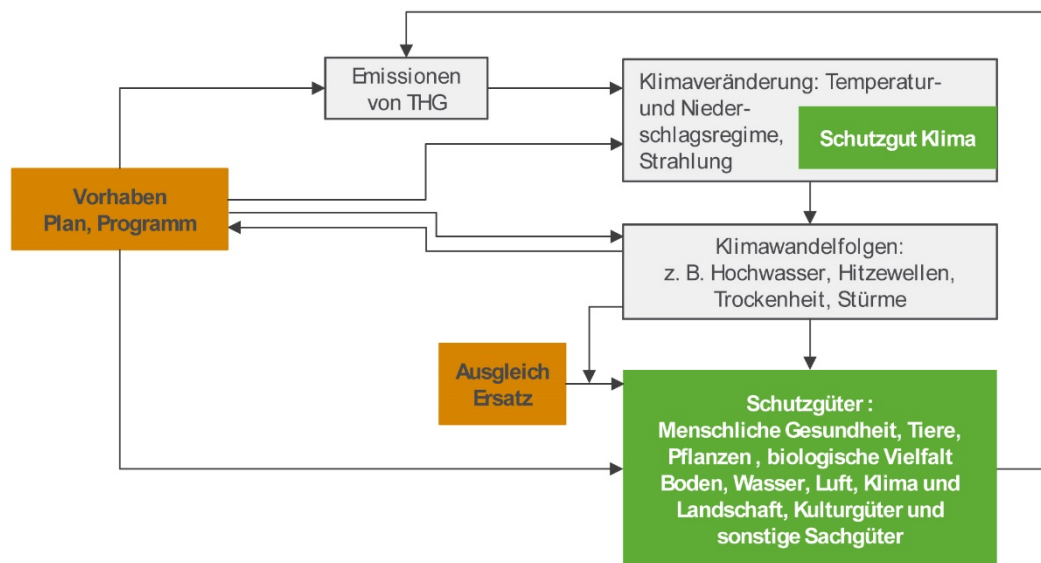 Emissionen
von THG
Klimaveränderung: Temperatur-
und Nieder-
schlagsregime,
Strahlung
Schutzgut Klima
Vorhaben
Plan, Programm
Klimawandelfolgen:
z. B. Hochwasser, Hitzewellen,
Trockenheit, Stürme
Ausgleich
Ersatz
Schutzgüter :
Menschliche Gesundheit, Tiere,
Pflanzen , biologische Vielfalt
Boden, Wasser, Luft, Klima und
Landschaft, Kulturgüter und
sonstige Sachgüter